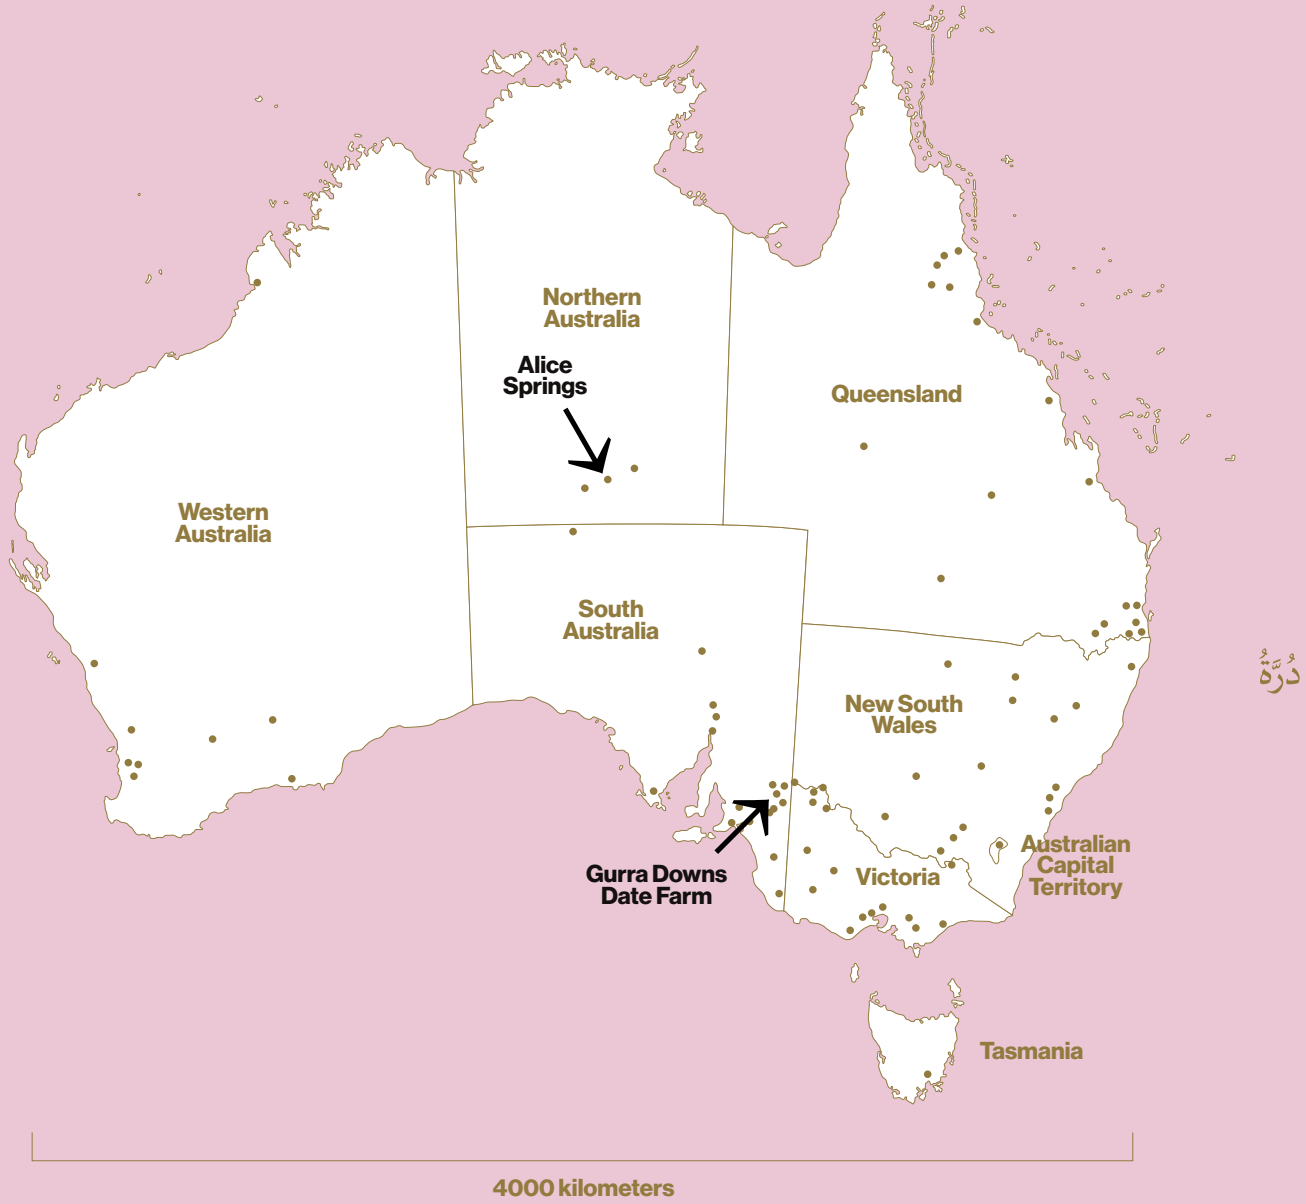 Northern
Australia
Alice
Springs
Queensland
Western
Australia
South
Australia
دُرَّةُ
New South
Wales
Australian
Capital
Territory
Gurra Downs
Date Farm
Victoria
Tasmania
4000 kilometers